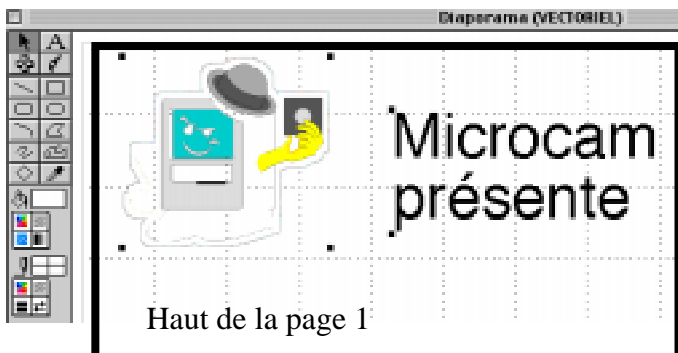 Diaporama (VECTORIEL)
A
Microcam
présente
Haut de la page 1